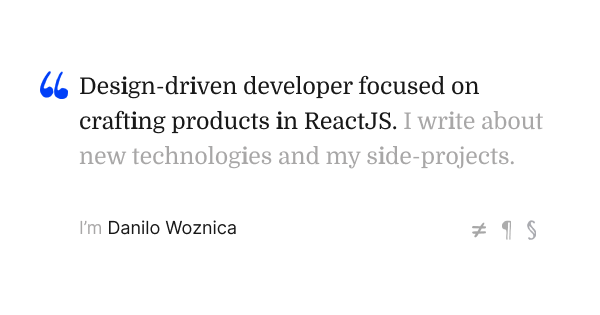 “ Design-driven developer focused on
crafting products in ReactJS. I write about
new technologies and my side-projects.
I’m Danilo Woznica
≠ ¶ §